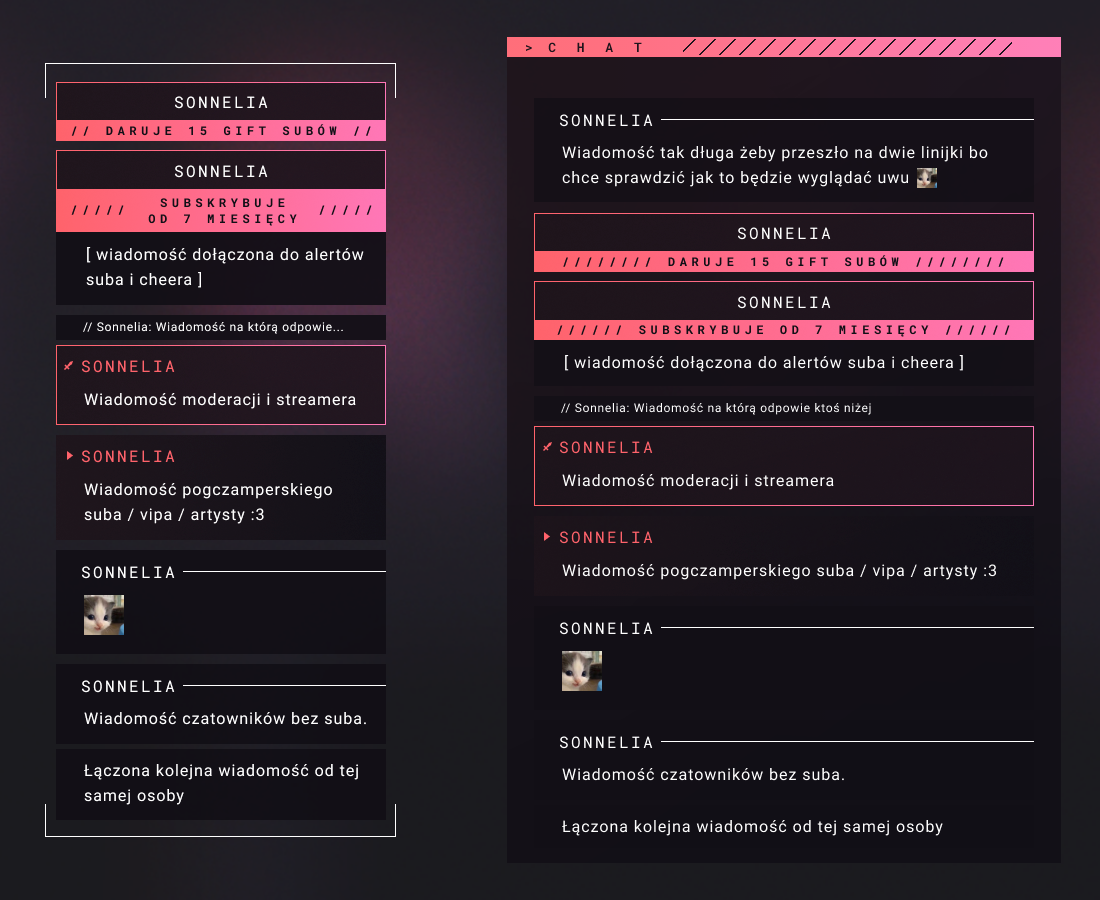 SONNELIA
// DARUJE 15 GIFT SUBÓW //
SONNELIA
///// SUBSKRYBUJE /////
OD 7 MIESIĘCY
[ wiadomość dołączona do alertów
suba i cheera ]
// Sonnelia: Wiadomość na którą odpowie...
SONNELIA
Wiadomość moderacji i streamera
SONNELIA
Wiadomość pogczamperskiego
suba / vipa / artysty :3
SONNELIA
SONNELIA
Wiadomość czatowników bez suba.
Łączona kolejna wiadomość od tej
samej osoby
> CHAT
SONNELIA
Wiadomość tak długa żeby przeszło na dwie linijki bo
chce sprawdzić jak to będzie wyglądać uwu
SONNELIA
//////// DARUJE 15 GIFT SUBÓW ////////
SONNELIA
////// SUBSKRYBUJE OD 7 MIESIĘCY //////
[ wiadomość dołączona do alertów suba i cheera ]
// Sonnelia: Wiadomość na którą odpowie ktoś niżej
SONNELIA
Wiadomość moderacji i streamera
SONNELIA
Wiadomość pogczamperskiego suba / vipa / artysty :3
SONNELIA
SONNELIA
Wiadomość czatowników bez suba.
Łączona kolejna wiadomość od tej samej osoby